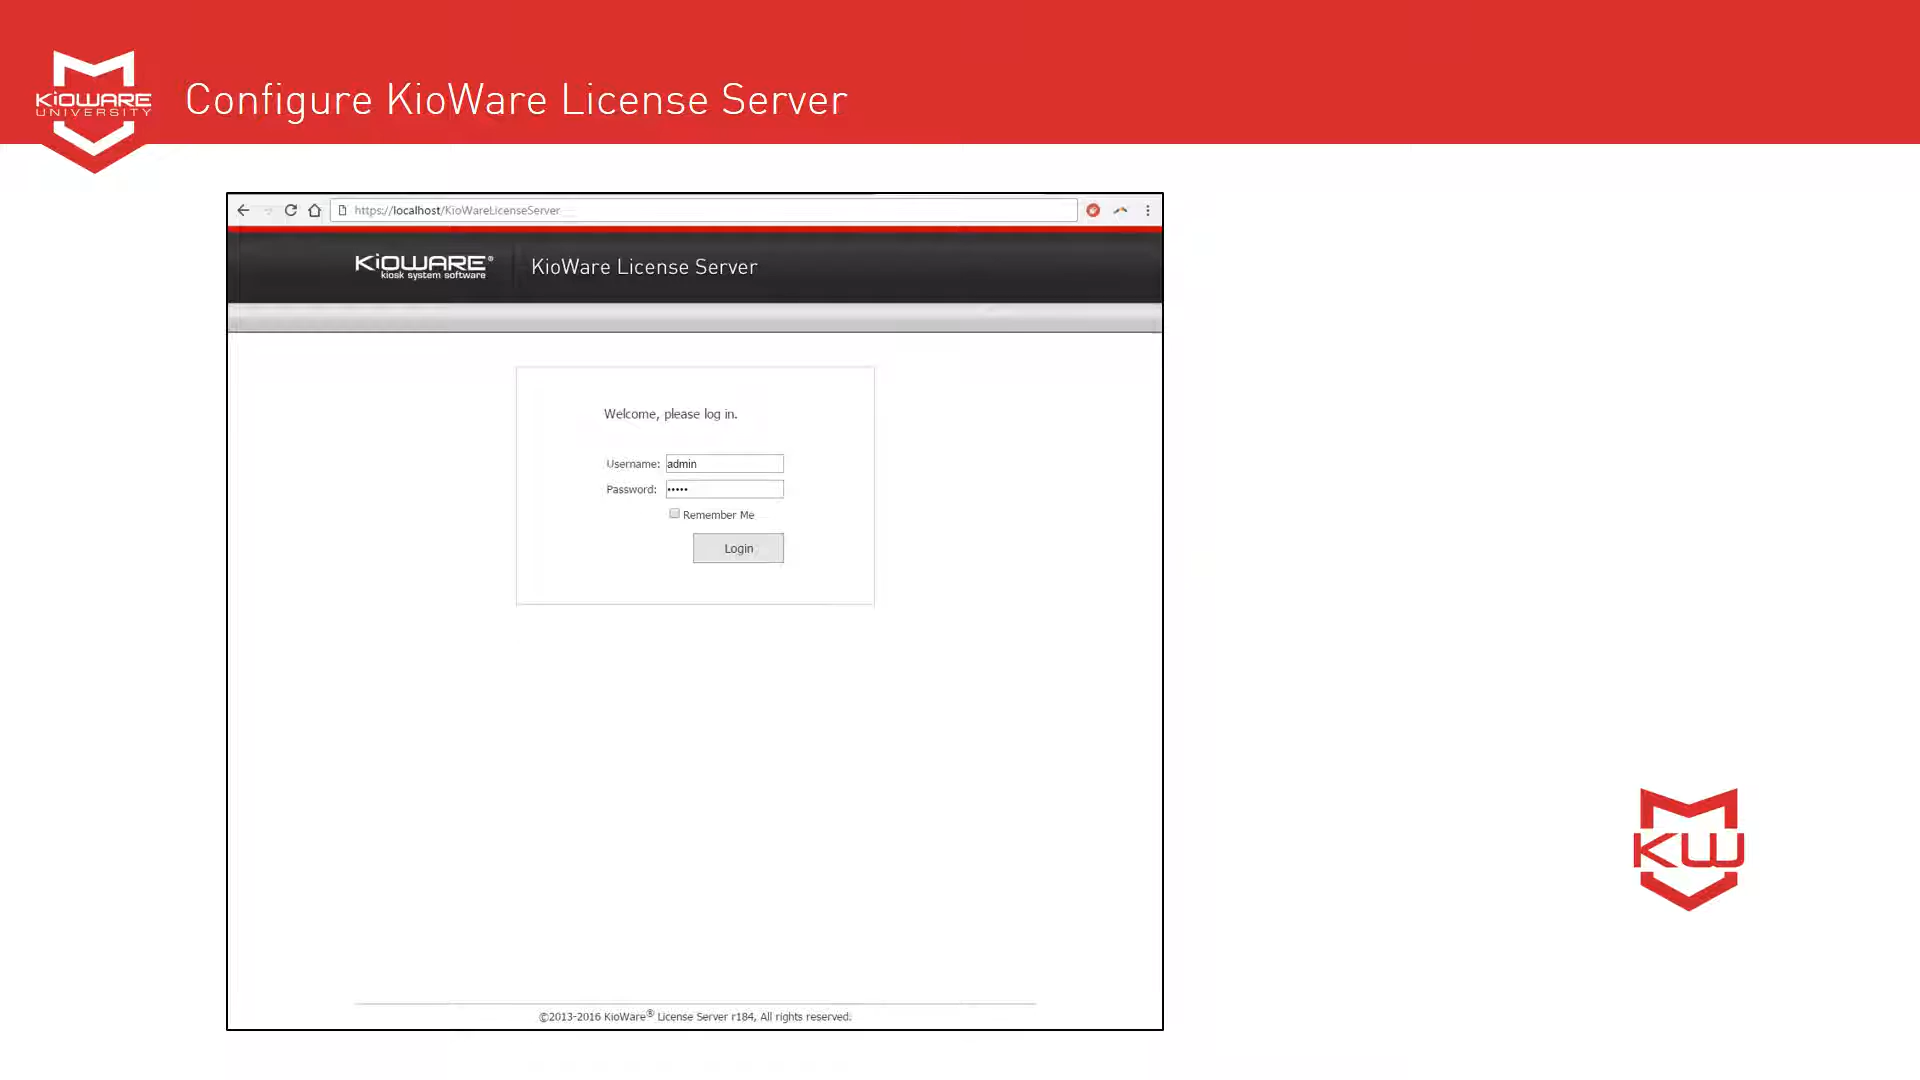 KIOWARE
UNIVERSITY
Configure KioWare License Server
https://localhost/KioWareLicenseServer
KIOWARE®
kiosk system software
KioWare License Server
Welcome, please log in.
Username: admin
Password: •••••
Remember Me
Login
KW
©2013-2016 KioWare® License Server r184, All rights reserved.